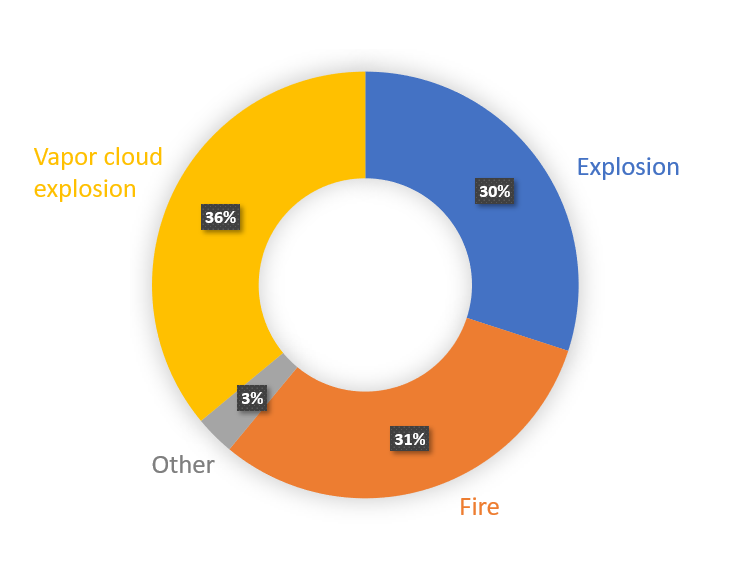 Vapor cloud
explosion
36%
Explosion
30%
3%
Other
31%
Fire